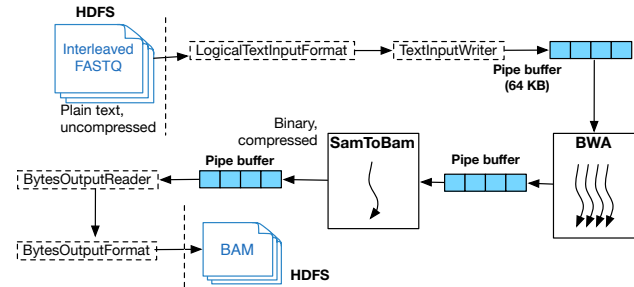 HDFS
Interleaved
FASTQ
LogicalTextInputFormat
TextInputWriter
Pipe buffer
(64 KB)
Plain text,
uncompressed
Binary,
compressed
SamToBam
BWA
Pipe buffer
Pipe buffer
BytesOutputReader
BytesOutputFormat
BAM
HDFS